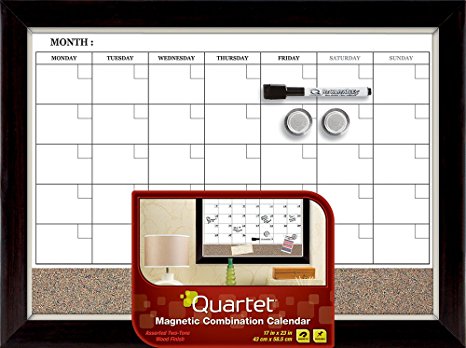 MONTH :
MONDAY TUESDAY WEDNESDAY THURSDAY FRIDAY SATURDAY SUNDAY
Quartet
Magnetic Combination Calendar
Assorted Two-Tone
Wood Finish
17 in x 23 in
43 cm x 58.5 cm